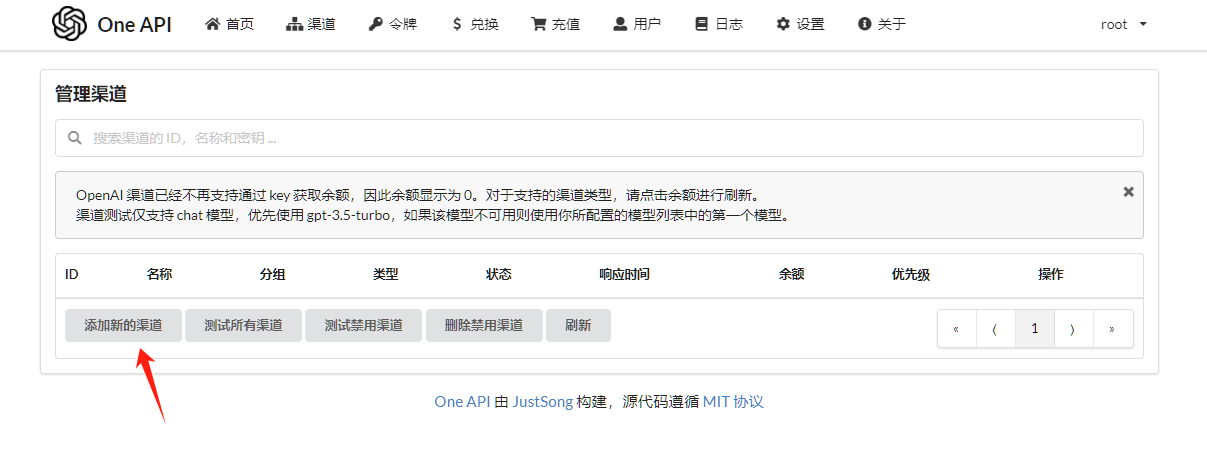 One API 首页 渠道 令牌 兑换 充值 用户 日志 设置 关于 root
管理渠道
搜索渠道的 ID，名称和密钥 ...
OpenAI 渠道已经不再支持通过 key 获取余额，因此余额显示为 0。对于支持的渠道类型，请点击余额进行刷新。
渠道测试仅支持 chat 模型，优先使用 gpt-3.5-turbo，如果该模型不可用则使用你所配置的模型列表中的第一个模型。
ID 名称 分组 类型 状态 响应时间 余额 优先级 操作
添加新的渠道 测试所有渠道 测试禁用渠道 删除禁用渠道 刷新 « ⟨ 1 ⟩ »
One API 由 JustSong 构建，源代码遵循 MIT 协议